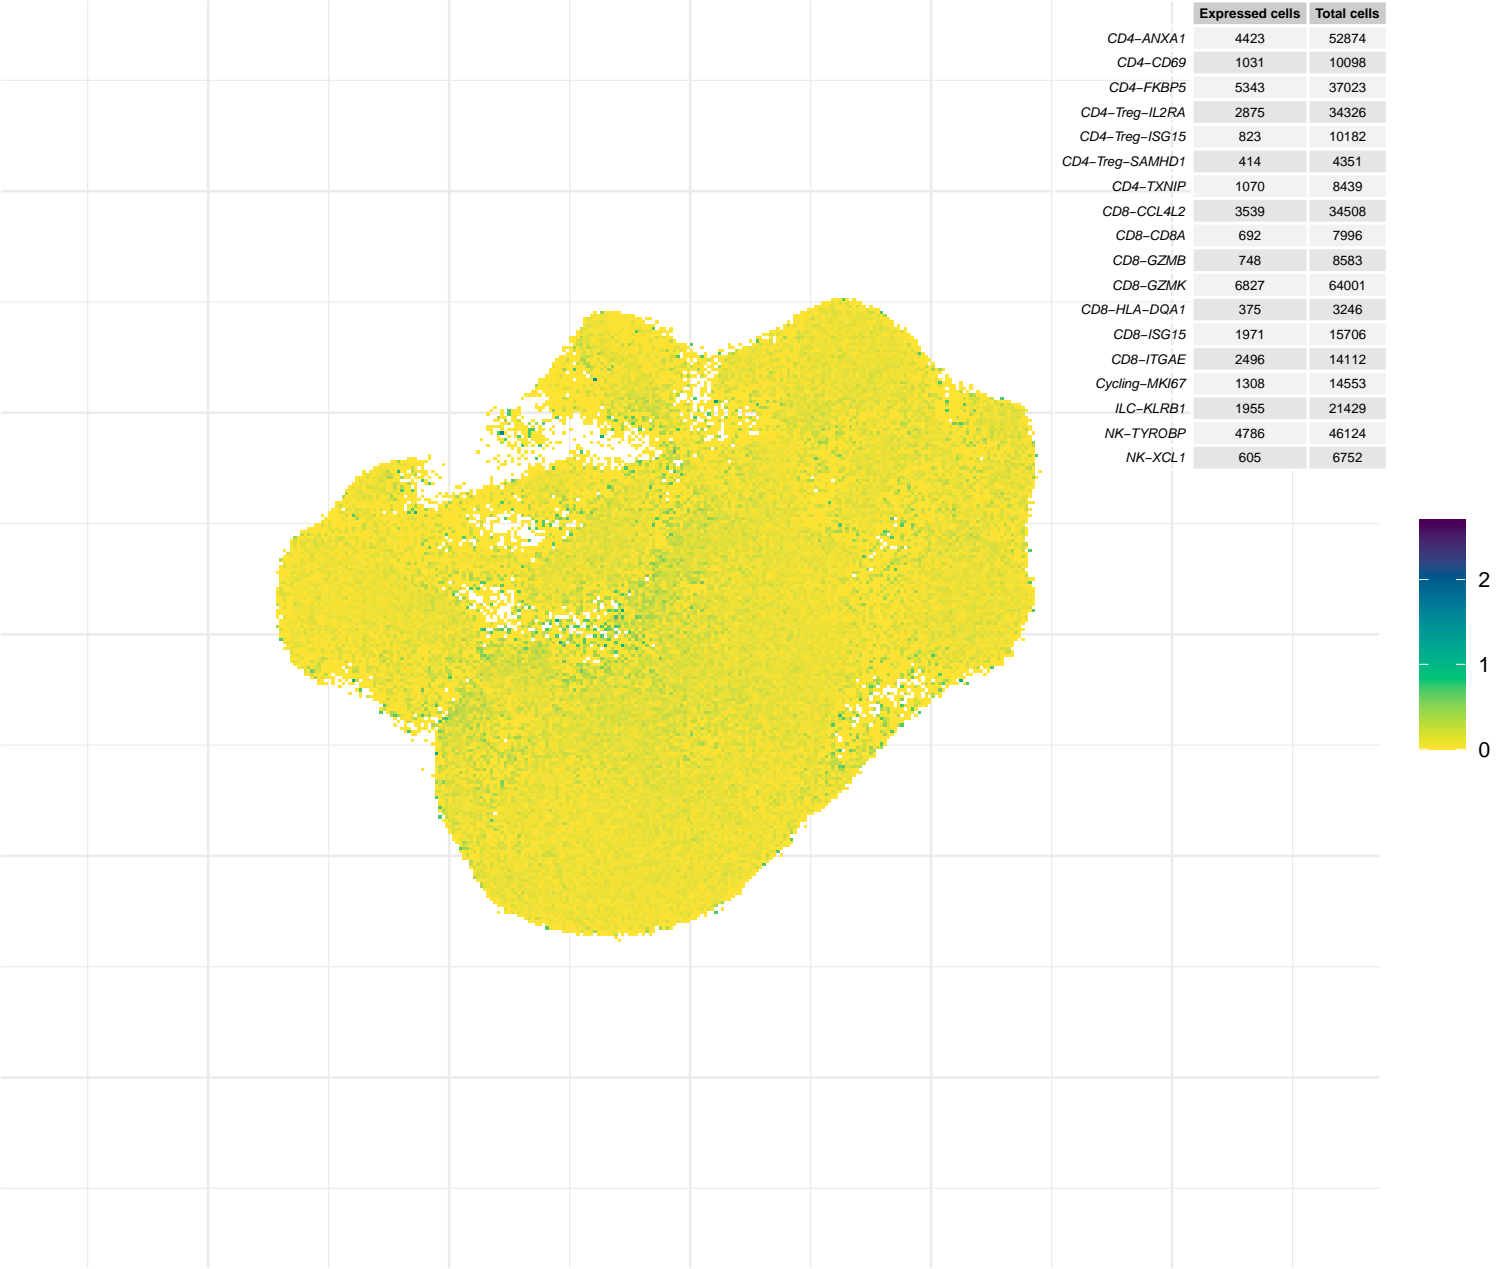 Expressed cells Total cells
CD4−ANXA1 4423 52874
CD4−CD69 1031 10098
CD4−FKBP5 5343 37023
CD4−Treg−IL2RA 2875 34326
CD4−Treg−ISG15 823 10182
CD4−Treg−SAMHD1 414 4351
CD4−TXNIP 1070 8439
CD8−CCL4L2 3539 34508
CD8−CD8A 692 7996
CD8−GZMB 748 8583
CD8−GZMK 6827 64001
CD8−HLA−DQA1 375 3246
CD8−ISG15 1971 15706
CD8−ITGAE 2496 14112
Cycling−MKI67 1308 14553
ILC−KLRB1 1955 21429
NK−TYROBP 4786 46124
NK−XCL1 605 6752
2
1
0